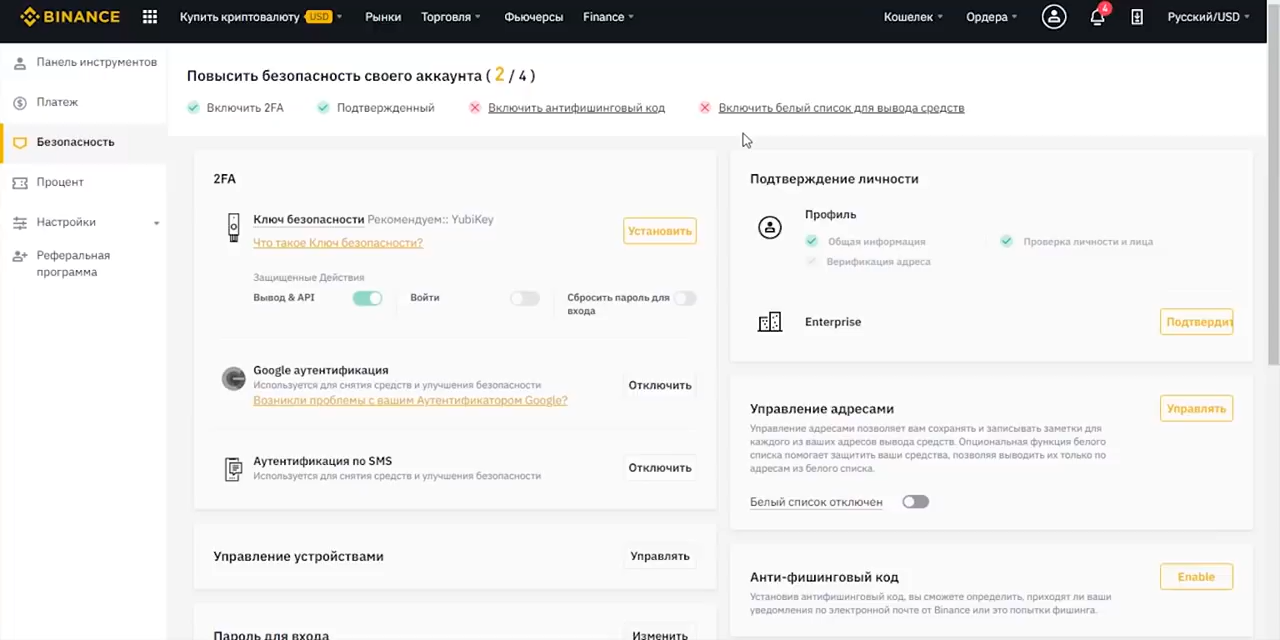 BINANCE
Купить криптовалюту USD
Рынки
Торговля
Фьючерсы
Finance
Кошелек
Ордера
4
Русский/USD
Панель инструментов
Платеж
Безопасность
Процент
Настройки
Реферальная
программа
Повысить безопасность своего аккаунта ( 2 / 4 )
Включить 2FA
Подтвержденный
Включить антифишинговый код
Включить белый список для вывода средств
2FA
Ключ безопасности Рекомендуем:: YubiKey
Что такое Ключ безопасности?
Установить
Защищенные Действия
Вывод & API
Войти
Сбросить пароль для
входа
Google аутентификация
Используется для снятия средств и улучшения безопасности
Возникли проблемы с вашим Аутентификатором Google?
Отключить
Аутентификация по SMS
Используется для снятия средств и улучшения безопасности
Отключить
Управление устройствами
Управлять
Пароль для входа
Изменить
Подтверждение личности
Профиль
Общая информация
Проверка личности и лица
Верификация адреса
Enterprise
Подтвердит
Управление адресами
Управлять
Управление адресами позволяет вам сохранять и записывать заметки для
каждого из ваших адресов вывода средств. Опциональная функция белого
списка помогает защитить ваши средства, позволяя выводить их только по
адресам из белого списка.
Белый список отключен
Анти-фишинговый код
Enable
Установив антифишинговый код, вы сможете определить, приходят ли ваши
уведомления по электронной почте от Binance или это попытки фишинга.